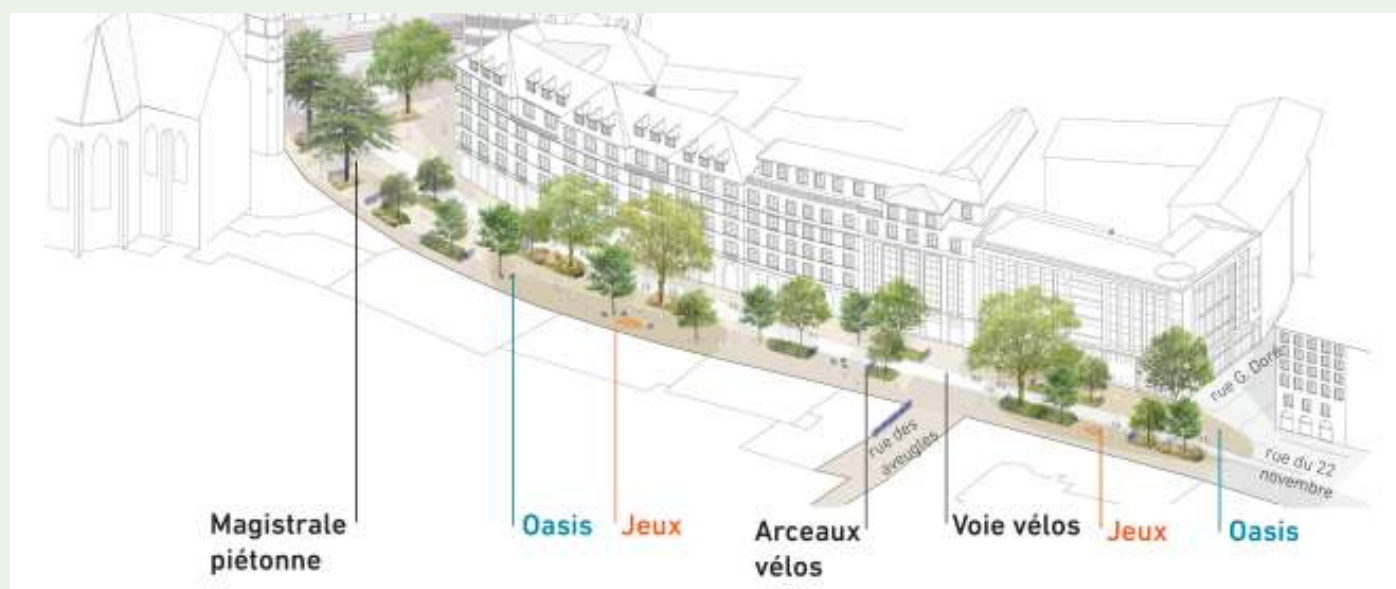 rue G. Doré
rue des
aveugles
rue du 22
novembre
Magistrale
piétonne
Oasis
Jeux
Arceaux
vélos
Voie vélos
Jeux
Oasis